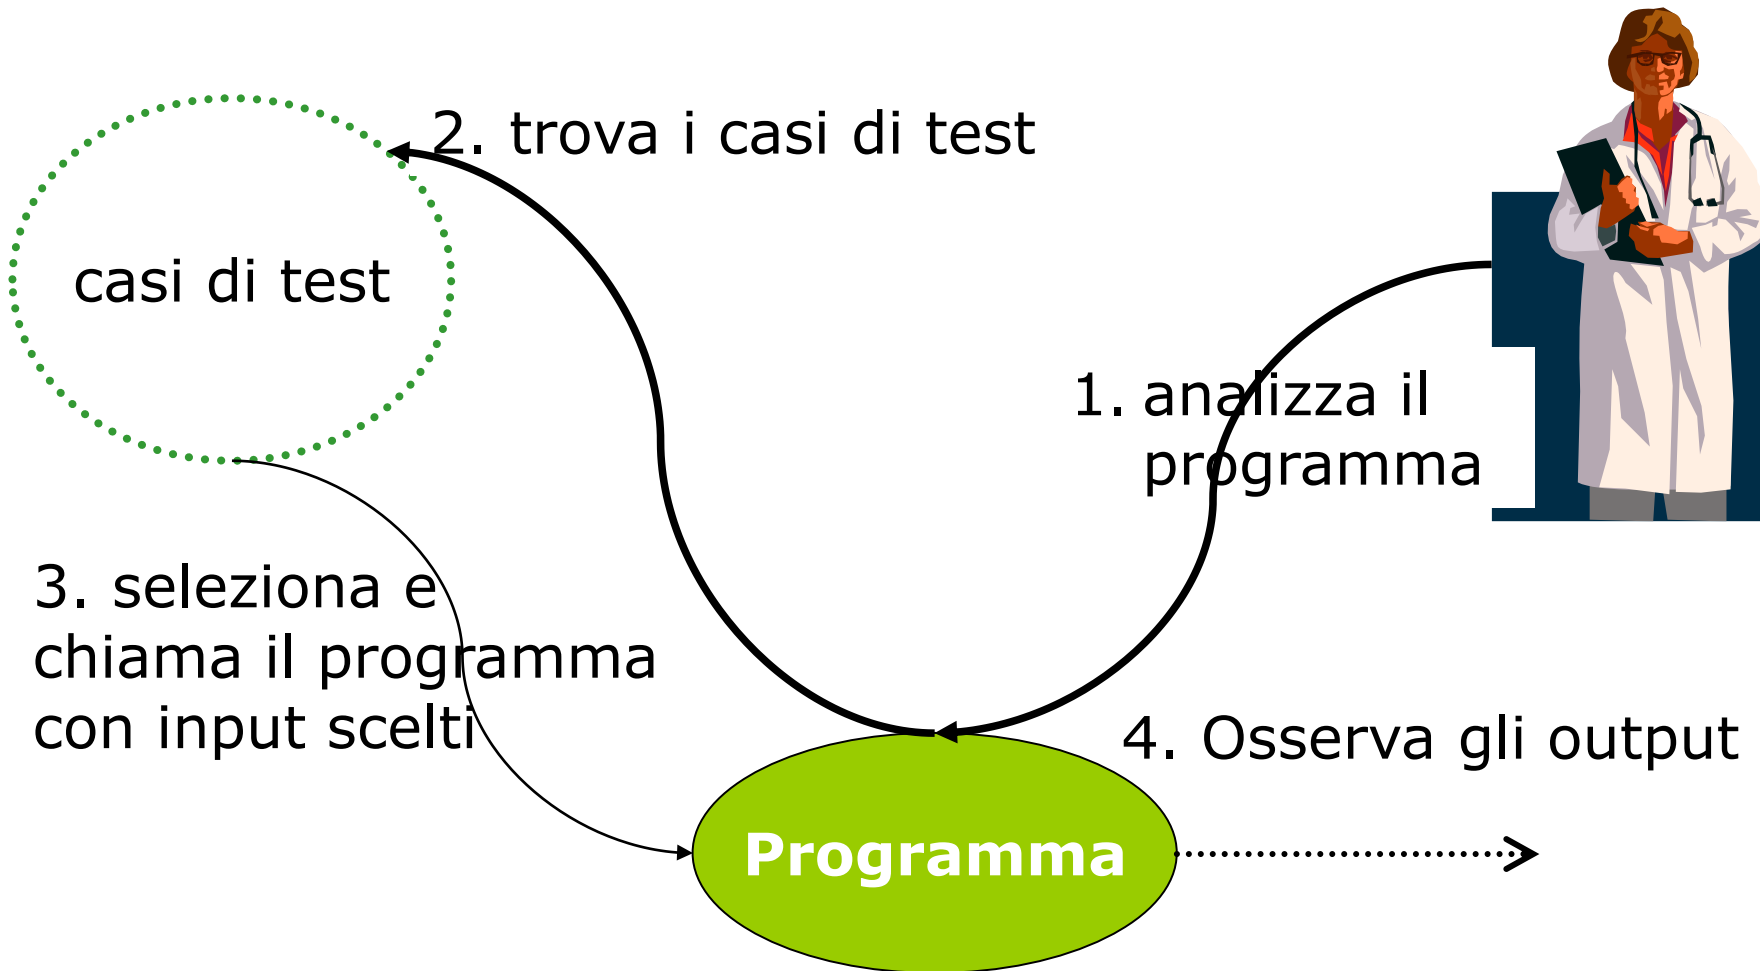 2. trova i casi di test
casi di test
1. analizza il
programma
3. seleziona e
chiama il programma
con input scelti
4. Osserva gli output
Programma